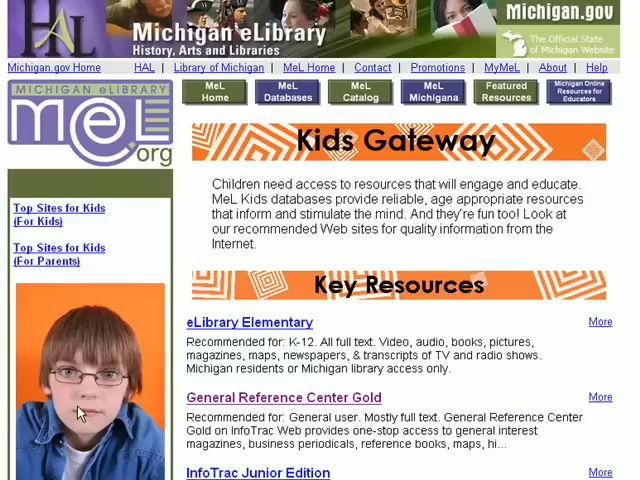 HAL
Michigan eLibrary
History, Arts and Libraries
Michigan.gov
The Official State
of Michigan Website
Michigan.gov Home
HAL | Library of Michigan | MeL Home | Contact | Promotions | MyMeL | About | Help
MICHIGAN eLIBRARY
MeL
.org
MeL
Home
MeL
Databases
MeL
Catalog
MeL
Michigana
Featured
Resources
Michigan Online
Resources for
Educators
Kids Gateway
Children need access to resources that will engage and educate.
MeL Kids databases provide reliable, age appropriate resources
that inform and stimulate the mind. And they're fun too! Look at
our recommended Web sites for quality information from the
Internet.
Top Sites for Kids
(For Kids)
Top Sites for Kids
(For Parents)
Key Resources
eLibrary Elementary More
Recommended for: K-12. All full text. Video, audio, books, pictures,
magazines, maps, newspapers, & transcripts of TV and radio shows.
Michigan residents or Michigan library access only.
General Reference Center Gold More
Recommended for: General user. Mostly full text. General Reference Center
Gold on InfoTrac Web provides one-stop access to general interest
magazines, business periodicals, reference books, maps, hi...
InfoTrac Junior Edition More